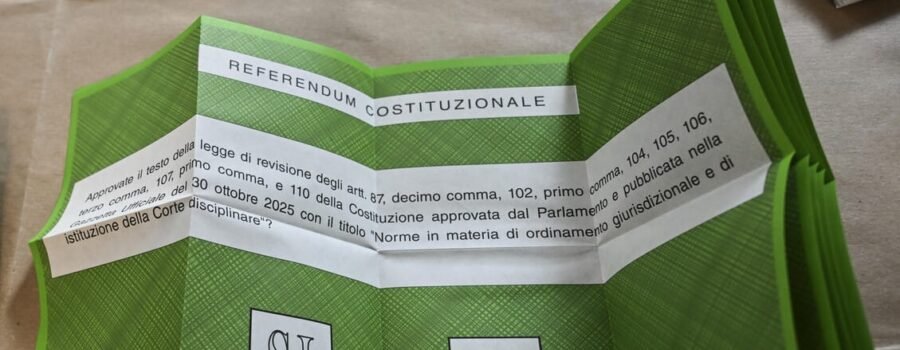 REFERENDUM COSTITUZIONALE
Approvate il testo della legge di revisione degli artt. 87, decimo comma, 102, primo comma, 104, 105, 106,
terzo comma, 107, primo comma, e 110 della Costituzione approvata dal Parlamento e pubblicata nella
Gazzetta Ufficiale del 30 ottobre 2025 con il titolo "Norme in materia di ordinamento giurisdizionale e di
istituzione della Corte disciplinare"?
SI